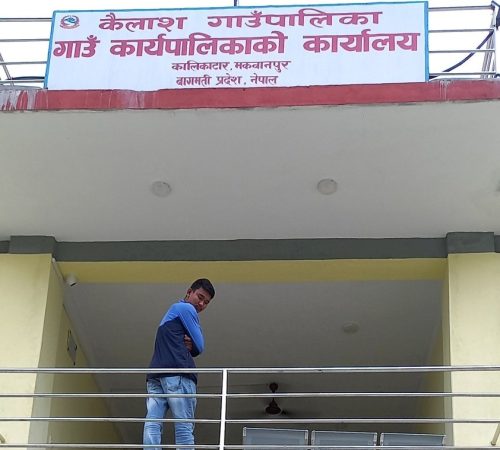 कैलाश गाउँपालिका
गाउँ कार्यपालिकाको कार्यालय
कालिकाटार, मकवानपुर
बागमती प्रदेश, नेपाल